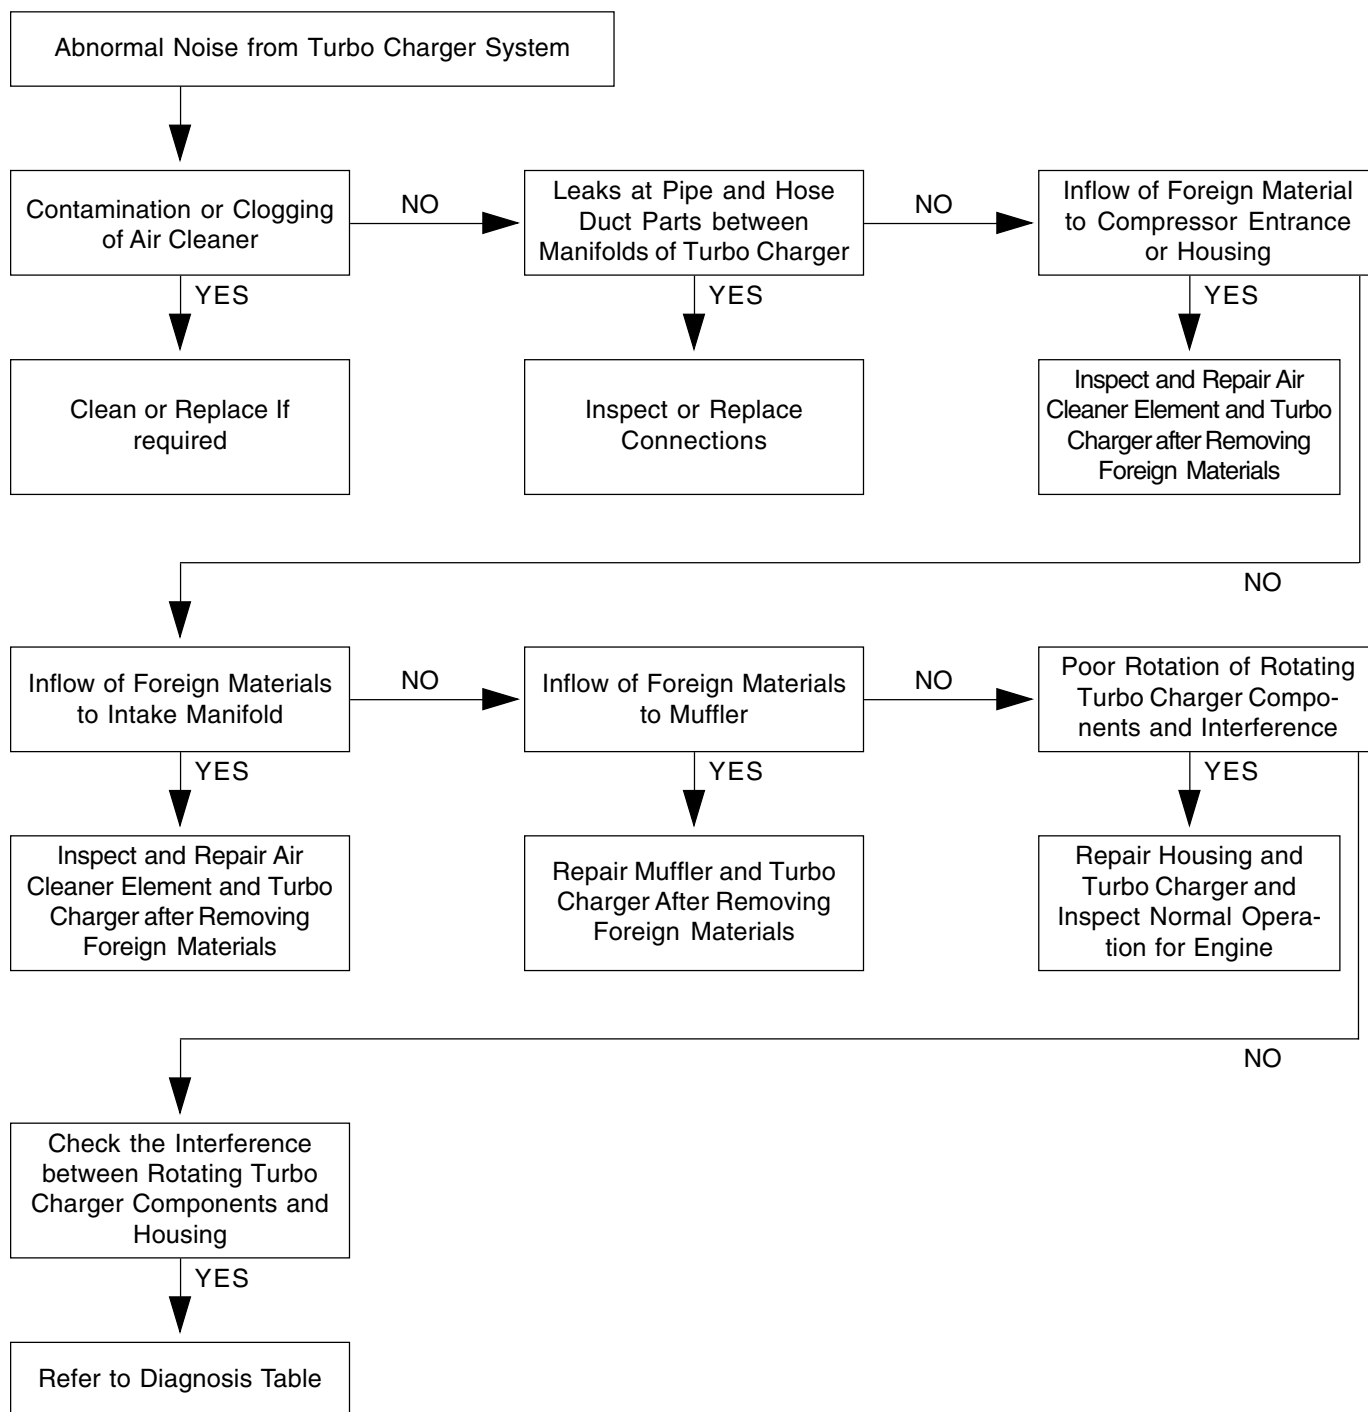 Abnormal Noise from Turbo Charger System
Contamination or Clogging
of Air Cleaner
NO
Leaks at Pipe and Hose
Duct Parts between
Manifolds of Turbo Charger
NO
Inflow of Foreign Material
to Compressor Entrance
or Housing
YES
YES
YES
Clean or Replace If
required
Inspect or Replace
Connections
Inspect and Repair Air
Cleaner Element and Turbo
Charger after Removing
Foreign Materials
NO
Inflow of Foreign Materials
to Intake Manifold
NO
Inflow of Foreign Materials
to Muffler
NO
Poor Rotation of Rotating
Turbo Charger Compo-
nents and Interference
YES
YES
YES
Inspect and Repair Air
Cleaner Element and Turbo
Charger after Removing
Foreign Materials
Repair Muffler and Turbo
Charger After Removing
Foreign Materials
Repair Housing and
Turbo Charger and
Inspect Normal Opera-
tion for Engine
NO
Check the Interference
between Rotating Turbo
Charger Components and
Housing
YES
Refer to Diagnosis Table